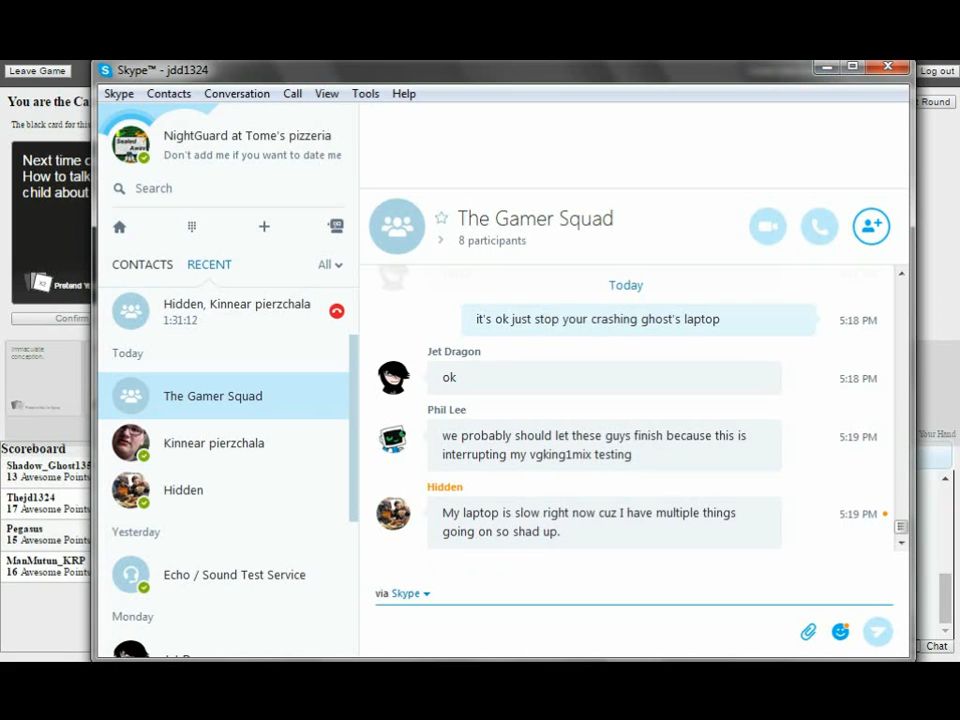 Skype™ - jdd1324
Leave Game
Log out
Skype Contacts Conversation Call View Tools Help
You are the Ca
t Round
The black card for this
NightGuard at Tome's pizzeria
Don't add me if you want to date me
Next time
How to talk
child about
Search
The Gamer Squad
8 participants
CONTACTS RECENT All
Pretend Y
Confirm
Hidden, Kinnear pierzchala
1:31:12
Today
The Gamer Squad
Kinnear pierzchala
Hidden
Yesterday
Echo / Sound Test Service
Monday
Today
it's ok just stop your crashing ghost's laptop
5:18 PM
Jet Dragon
ok
5:18 PM
Phil Lee
we probably should let these guys finish because this is
interrupting my vgking1mix testing
5:19 PM
Hidden
My laptop is slow right now cuz I have multiple things
going on so shad up.
5:19 PM
via Skype
Immaculate
conception.
Your Hand
Scoreboard
Shadow_Ghost135
13 Awesome Points
Thejd1324
17 Awesome Points
Pegasus
15 Awesome Points
ManMutun_KRP
16 Awesome Points
Chat